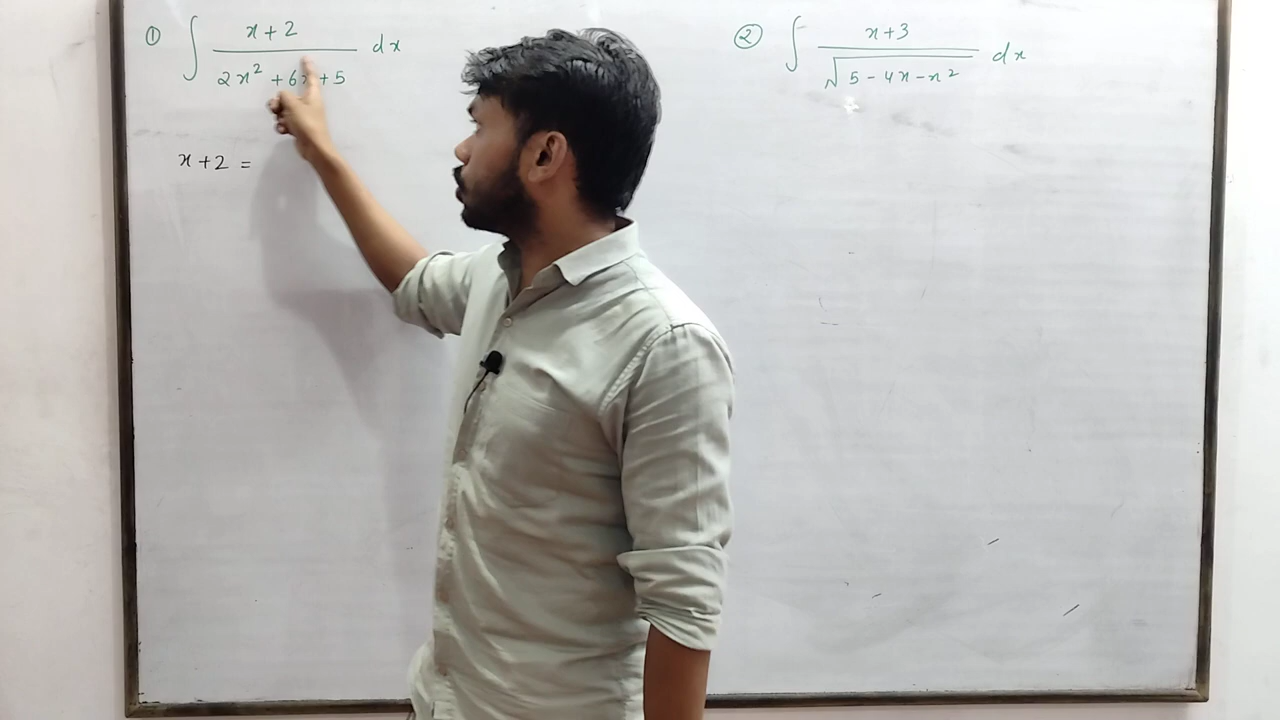 ① ∫ (x+2)/(2x² + 6x + 5) dx
x+2 =
② ∫ (x+3)/√(5-4x-x²) dx